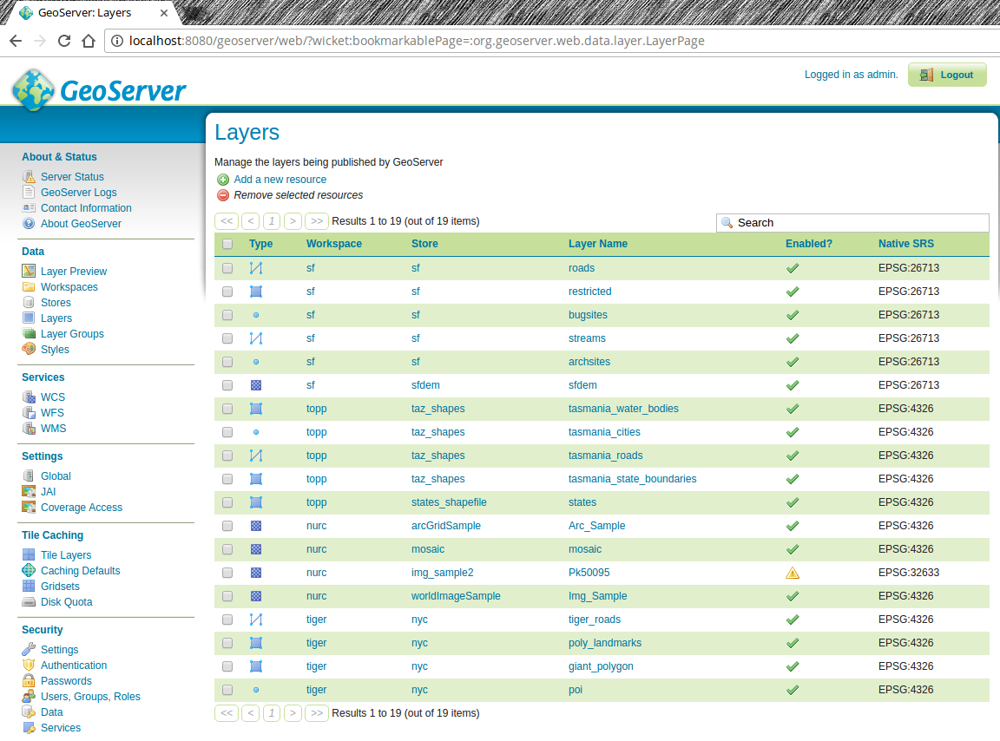 GeoServer: Layers
localhost:8080/geoserver/web/?wicket:bookmarkablePage=:org.geoserver.web.data.layer.LayerPage
GeoServer
Logged in as admin. Logout
About & Status
Server Status
GeoServer Logs
Contact Information
About GeoServer
Data
Layer Preview
Workspaces
Stores
Layers
Layer Groups
Styles
Services
WCS
WFS
WMS
Settings
Global
JAI
Coverage Access
Tile Caching
Tile Layers
Caching Defaults
Gridsets
Disk Quota
Security
Settings
Authentication
Passwords
Users, Groups, Roles
Data
Services
Layers
Manage the layers being published by GeoServer
Add a new resource
Remove selected resources
<< < 1 > >> Results 1 to 19 (out of 19 items) Search
Type Workspace Store Layer Name Enabled? Native SRS
sf sf roads EPSG:26713
sf sf restricted EPSG:26713
sf sf bugsites EPSG:26713
sf sf streams EPSG:26713
sf sf archsites EPSG:26713
sf sfdem sfdem EPSG:26713
topp taz_shapes tasmania_water_bodies EPSG:4326
topp taz_shapes tasmania_cities EPSG:4326
topp taz_shapes tasmania_roads EPSG:4326
topp taz_shapes tasmania_state_boundaries EPSG:4326
topp states_shapefile states EPSG:4326
nurc arcGridSample Arc_Sample EPSG:4326
nurc mosaic mosaic EPSG:4326
nurc img_sample2 Pk50095 EPSG:32633
nurc worldImageSample Img_Sample EPSG:4326
tiger nyc tiger_roads EPSG:4326
tiger nyc poly_landmarks EPSG:4326
tiger nyc giant_polygon EPSG:4326
tiger nyc poi EPSG:4326
<< < 1 > >> Results 1 to 19 (out of 19 items)